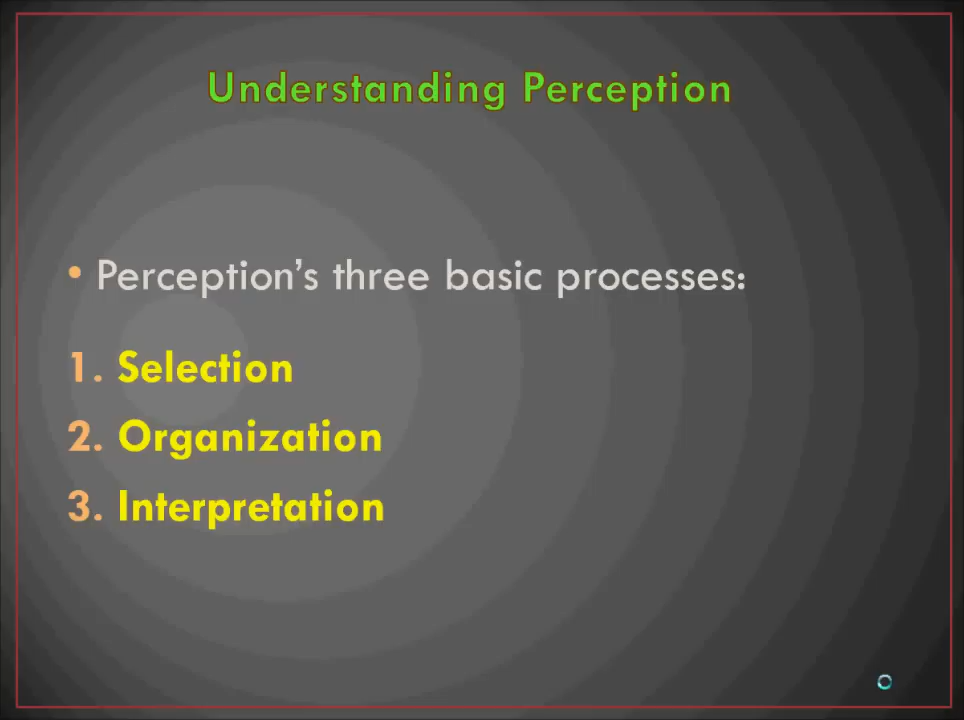 Understanding Perception
• Perception's three basic processes:
1. Selection
2. Organization
3. Interpretation